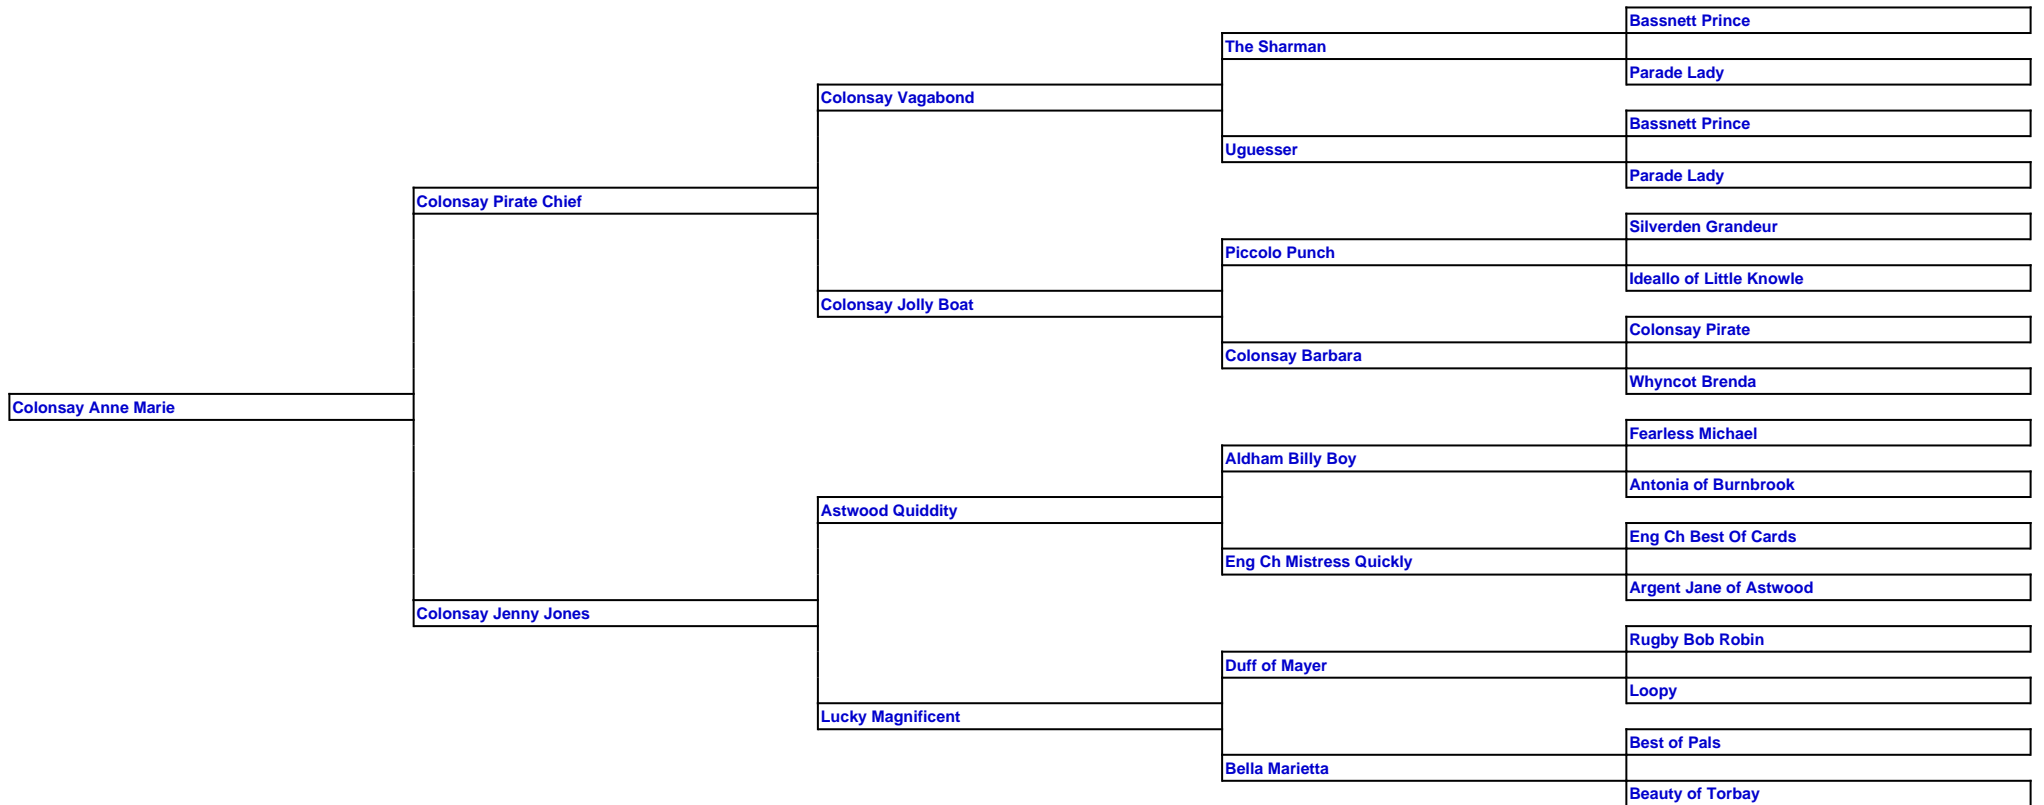 Bassnett Prince
The Sharman
Parade Lady
Colonsay Vagabond
Bassnett Prince
Uguesser
Parade Lady
Colonsay Pirate Chief
Silverden Grandeur
Piccolo Punch
Ideallo of Little Knowle
Colonsay Jolly Boat
Colonsay Pirate
Colonsay Barbara
Whyncot Brenda
Colonsay Anne Marie
Fearless Michael
Aldham Billy Boy
Antonia of Burnbrook
Astwood Quiddity
Eng Ch Best Of Cards
Eng Ch Mistress Quickly
Argent Jane of Astwood
Colonsay Jenny Jones
Rugby Bob Robin
Duff of Mayer
Loopy
Lucky Magnificent
Best of Pals
Bella Marietta
Beauty of Torbay